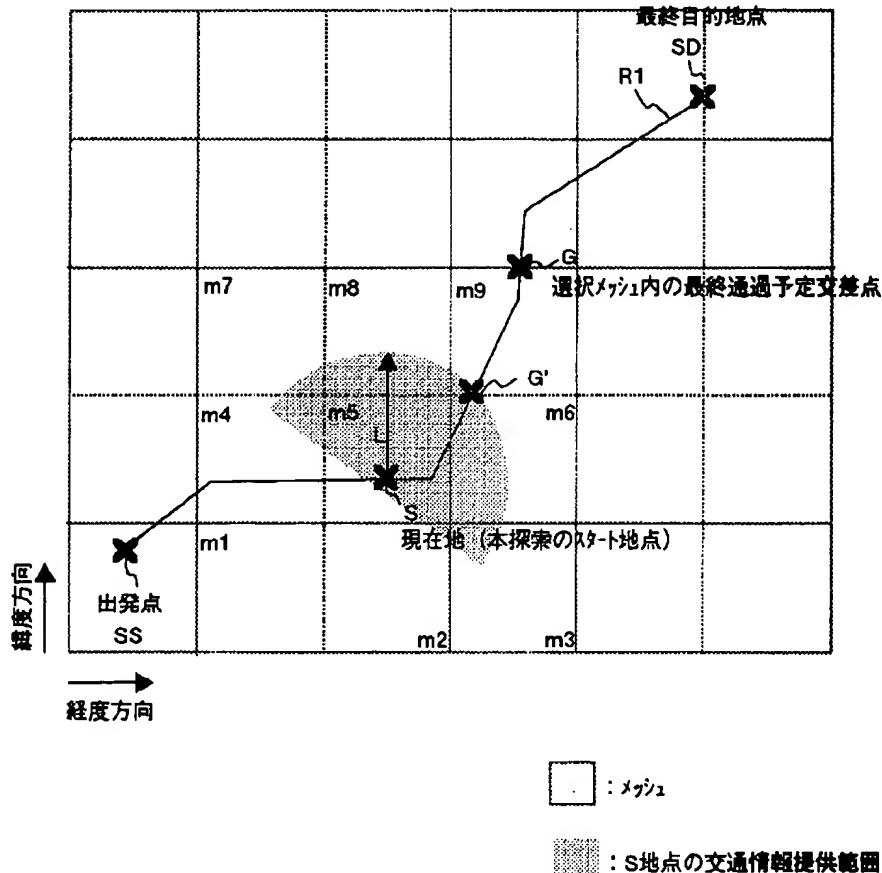 最終目的地点
SD
R1
G
m7
m8
m9
選択メッシュ内の最終通過予定交差点
G'
m4
m5
m6
L
S
m1
現在地（本探索のスタート地点）
出発点
SS
m2
m3
緯度方向
経度方向
：メッシュ
：S地点の交通情報提供範囲